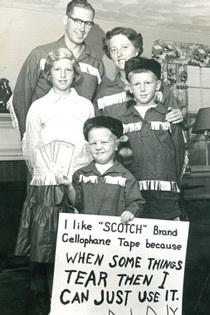 I like "SCOTCH" Brand
Cellophane Tape because
WHEN SOME THINGS
TEAR THEN I
CAN JUST USE IT.